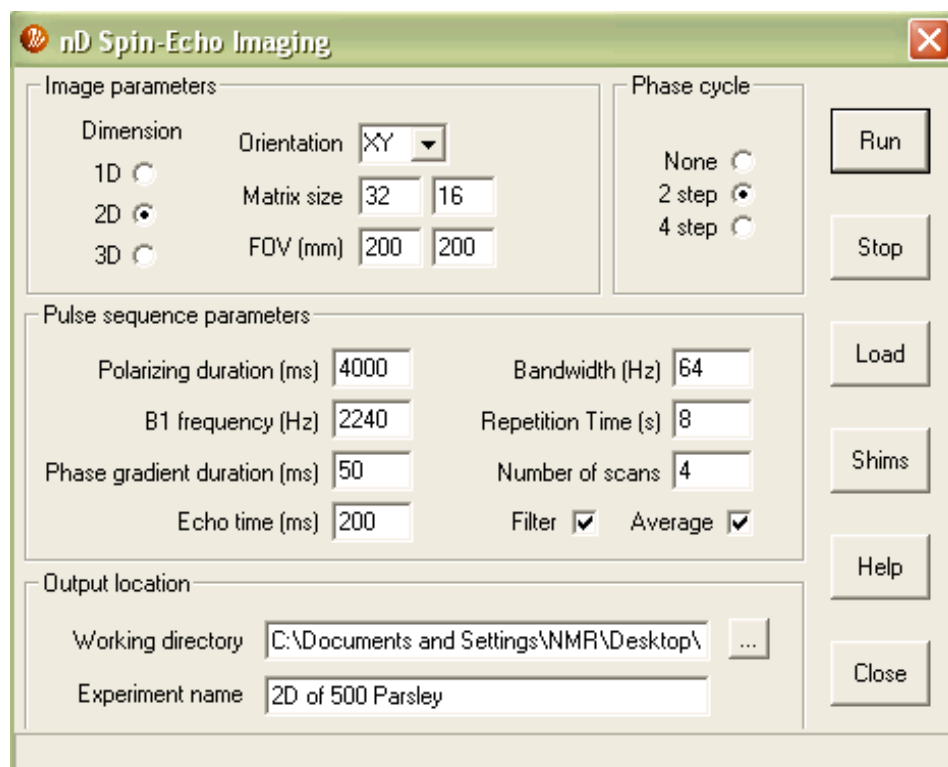 nD Spin-Echo Imaging
Image parameters
Dimension
1D
2D
3D
Orientation XY
Matrix size 32 16
FOV (mm) 200 200
Phase cycle
None
2 step
4 step
Run
Stop
Load
Shims
Help
Close
Pulse sequence parameters
Polarizing duration (ms) 4000
B1 frequency (Hz) 2240
Phase gradient duration (ms) 50
Echo time (ms) 200
Bandwidth (Hz) 64
Repetition Time (s) 8
Number of scans 4
Filter Average
Output location
Working directory C:\Documents and Settings\NMR\Desktop\ ...
Experiment name 2D of 500 Parsley